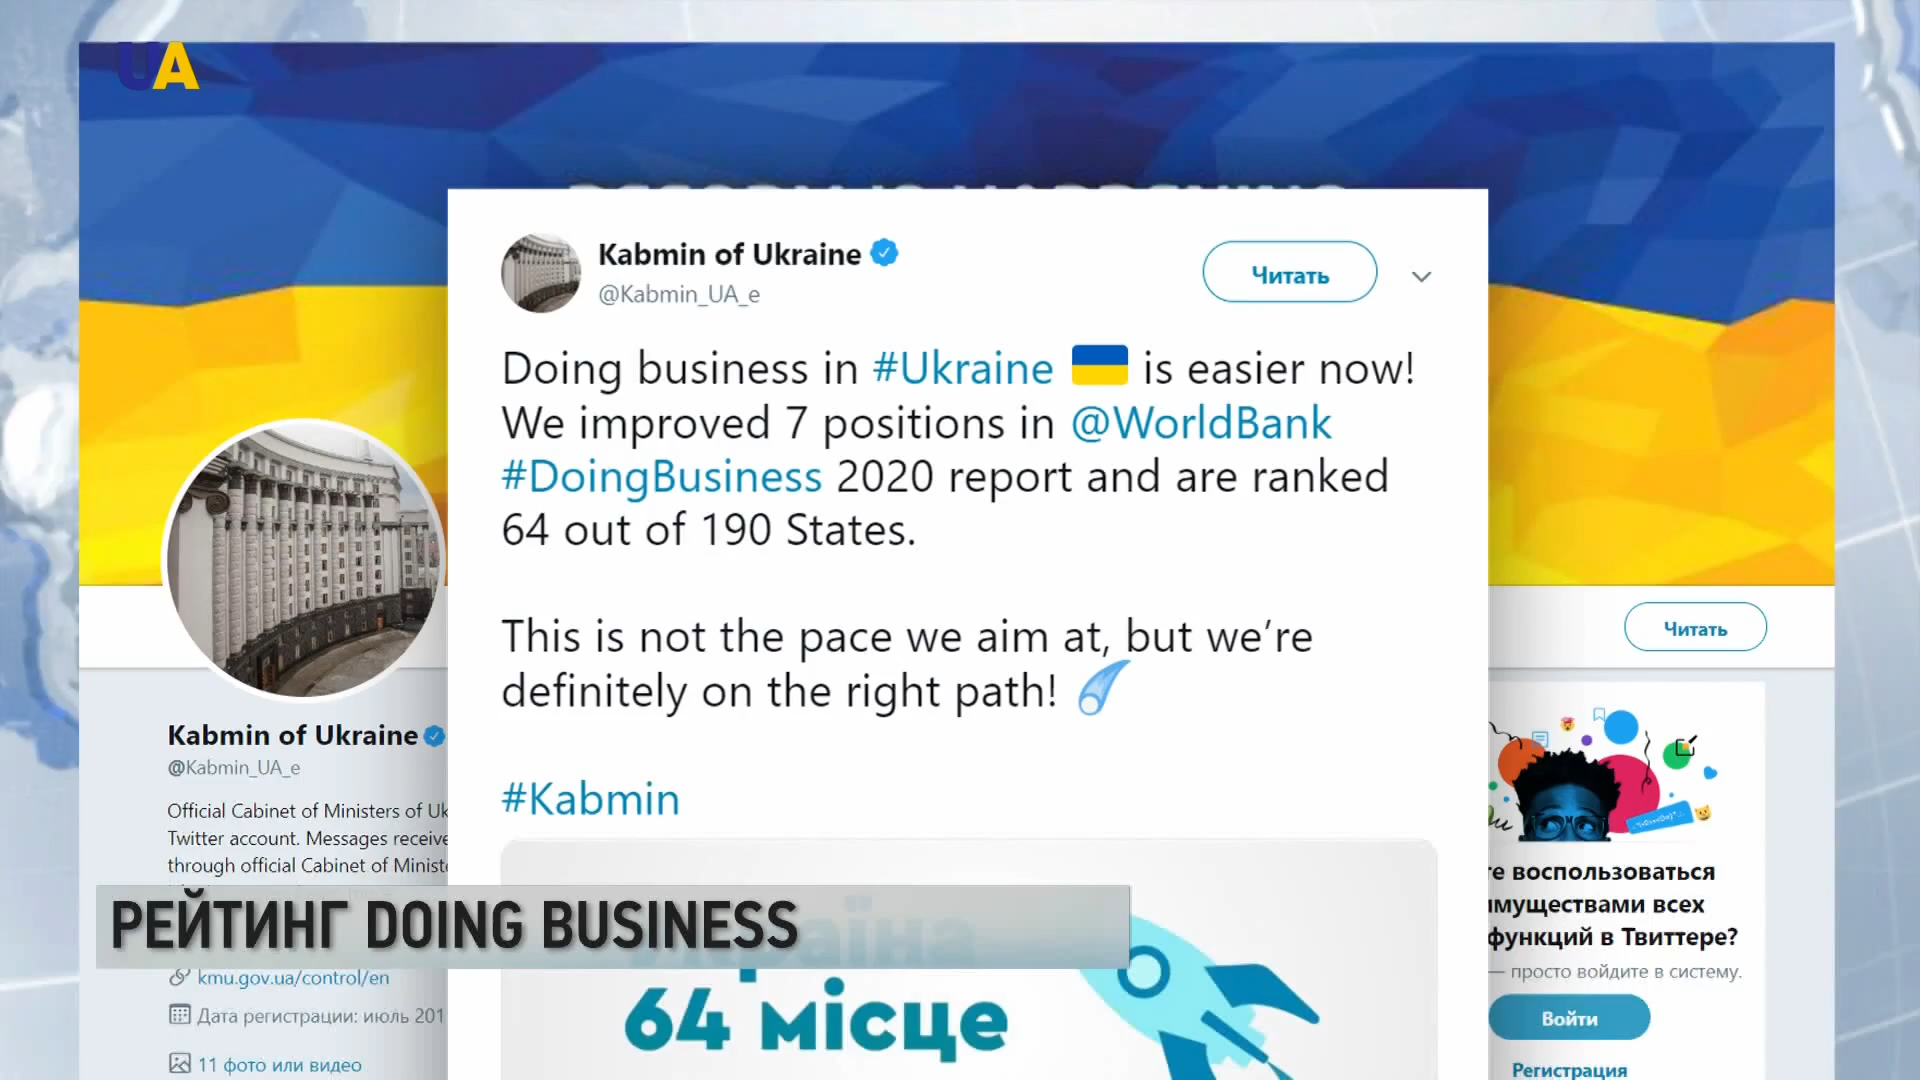 UA
Kabmin of Ukraine
@Kabmin_UA_e
Читать
Doing business in #Ukraine is easier now!
We improved 7 positions in @WorldBank
#DoingBusiness 2020 report and are ranked
64 out of 190 States.
This is not the pace we aim at, but we’re
definitely on the right path!
#Kabmin
64 місце
Kabmin of Ukraine
@Kabmin_UA_e
Official Cabinet of Ministers of
Twitter account. Messages
through official Cabinet of
РЕЙТИНГ DOING BUSINESS
kmu.gov.ua/control/en
Дата регистрации: июль 201
11 фото или видео
Читать
воспользоваться
всех
функций в Твиттере?
— просто войдите в систему.
Войти
Регистрация